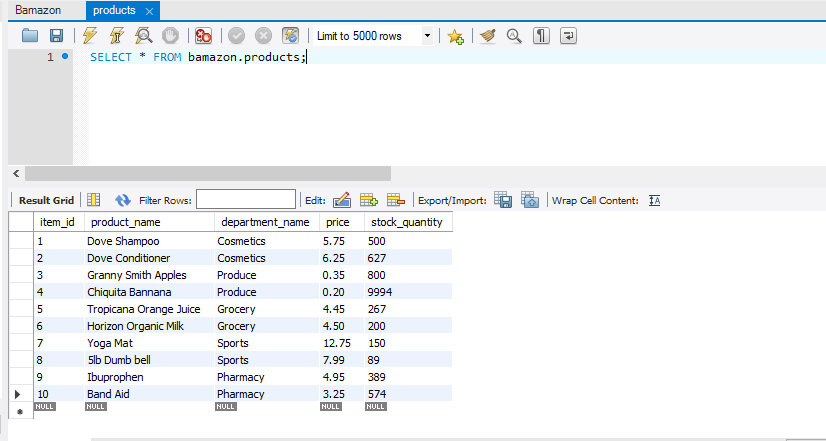 Bamazon products
Limit to 5000 rows
1 SELECT * FROM bamazon.products;
Result Grid Filter Rows: Edit: Export/Import: Wrap Cell Content:
item_id product_name department_name price stock_quantity
1 Dove Shampoo Cosmetics 5.75 500
2 Dove Conditioner Cosmetics 6.25 627
3 Granny Smith Apples Produce 0.35 800
4 Chiquita Bannana Produce 0.20 9994
5 Tropicana Orange Juice Grocery 4.45 267
6 Horizon Organic Milk Grocery 4.50 200
7 Yoga Mat Sports 12.75 150
8 5lb Dumb bell Sports 7.99 89
9 Ibuprophen Pharmacy 4.95 389
10 Band Aid Pharmacy 3.25 574
NULL NULL NULL NULL NULL